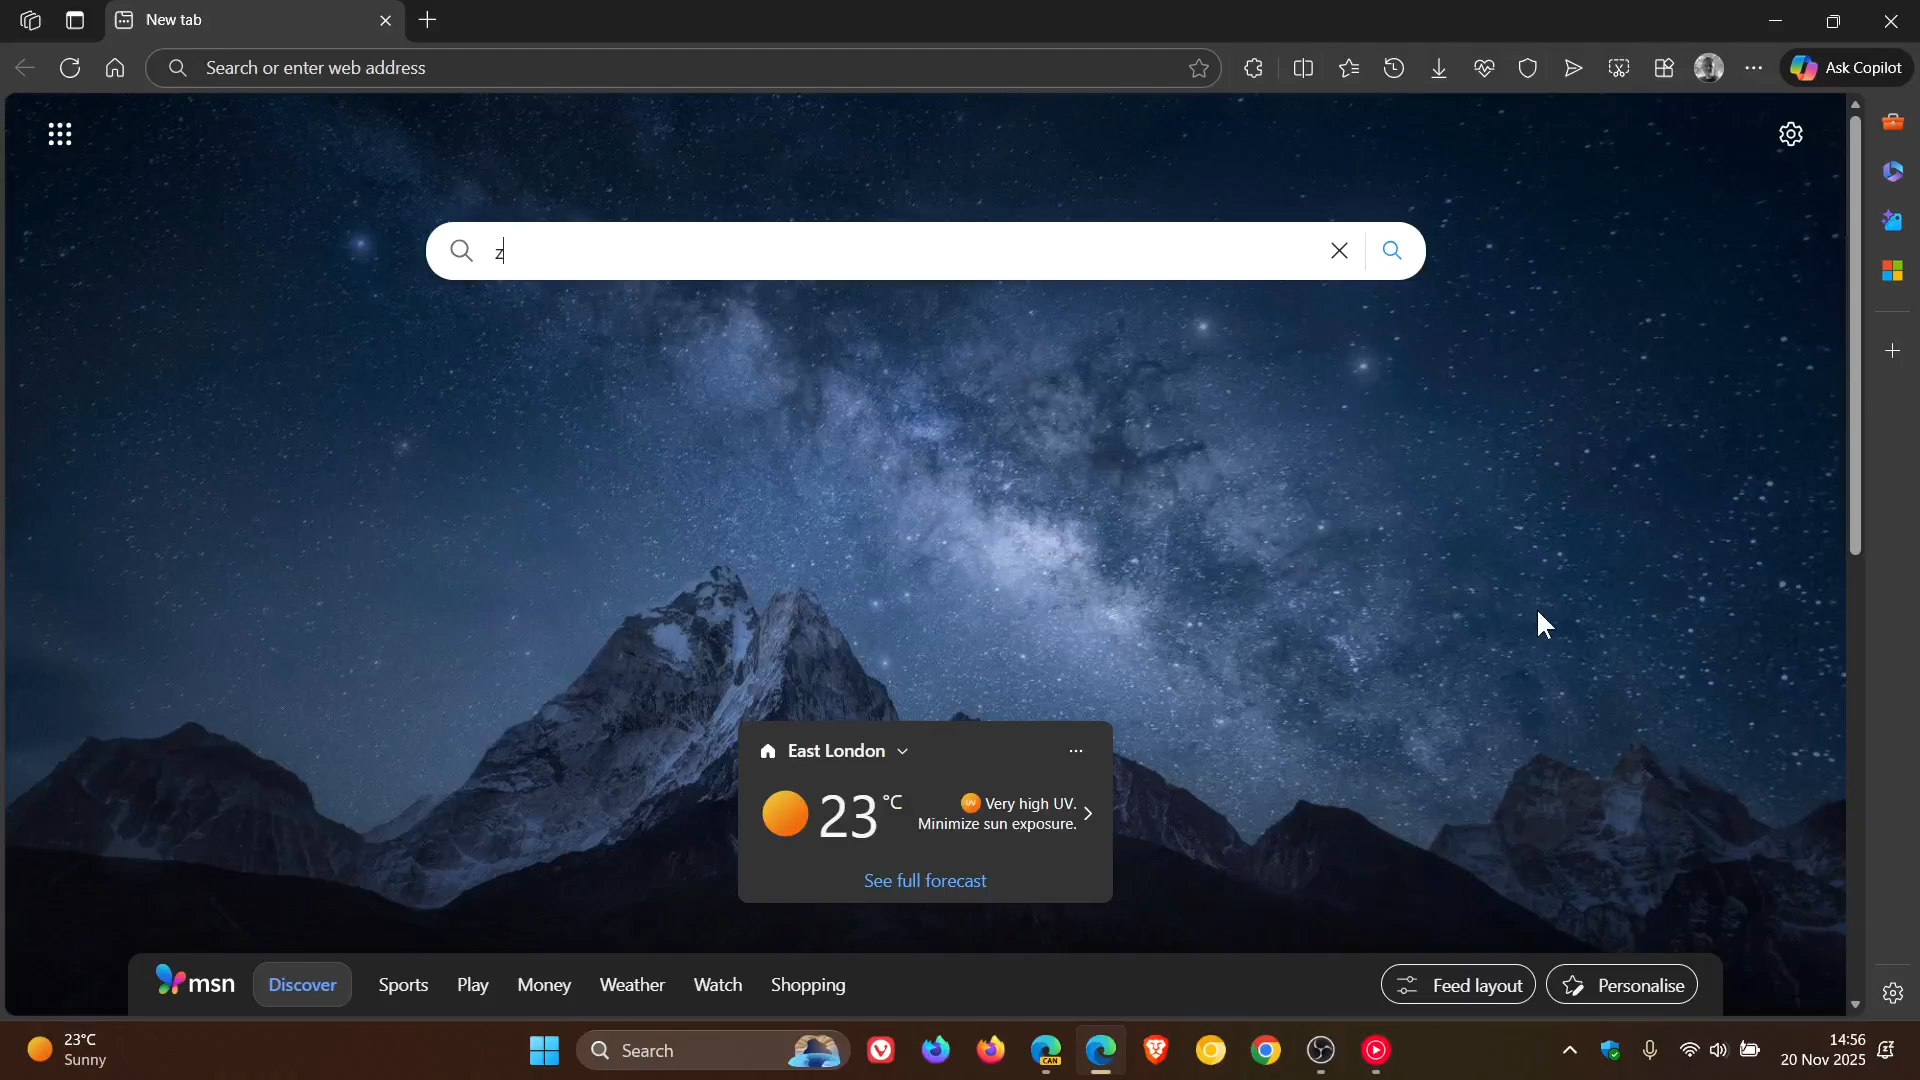 New tab
Search or enter web address
Ask Copilot
z
East London
23 °C
UV Very high UV.
Minimize sun exposure.
See full forecast
msn Discover Sports Play Money Weather Watch Shopping Feed layout Personalise
23°C
Sunny
Search
CAN
14:56
20 Nov 2025